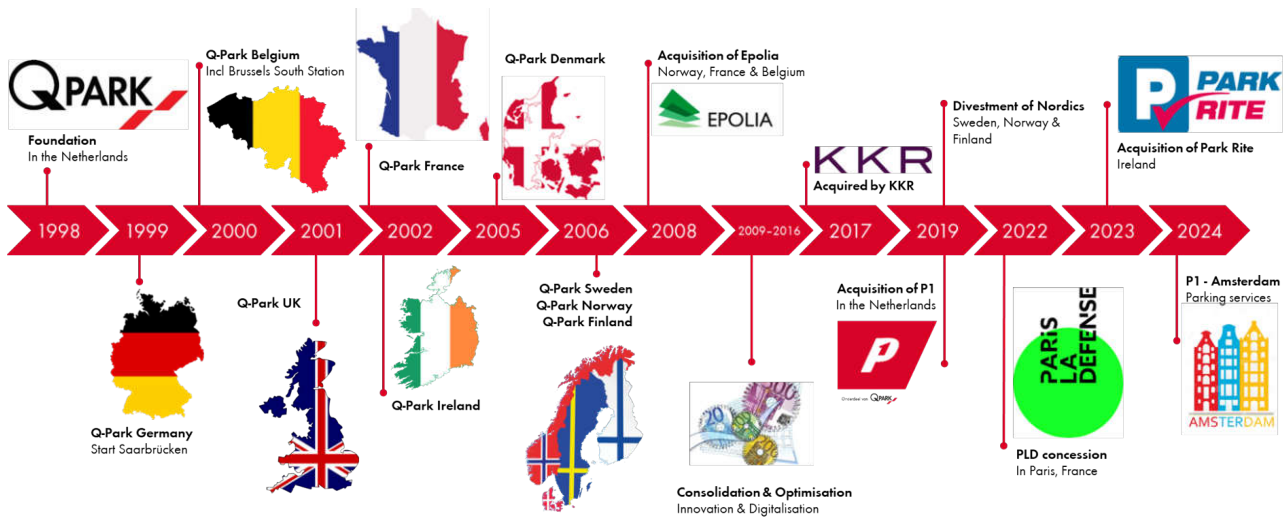 Q PARK
Foundation
In the Netherlands
Q-Park Belgium
Incl Brussels South Station
Q-Park France
Q-Park Denmark
Acquisition of Epolia
Norway, France & Belgium
EPOLIA
KKR
Acquired by KKR
Divestment of Nordics
Sweden, Norway &
Finland
P PARK
RITE
Acquisition of Park Rite
Ireland
1998
1999
2000
2001
2002
2005
2006
2008
2009-2016
2017
2019
2022
2023
2024
Q-Park Germany
Start Saarbrücken
Q-Park UK
Q-Park Ireland
Q-Park Sweden
Q-Park Norway
Q-Park Finland
Consolidation & Optimisation
Innovation & Digitalisation
Acquisition of P1
In the Netherlands
P
Onderdeel van Q PARK
PARIS
LA
DEFENSE
PLD concession
In Paris, France
P1 - Amsterdam
Parking services
AMSTERDAM